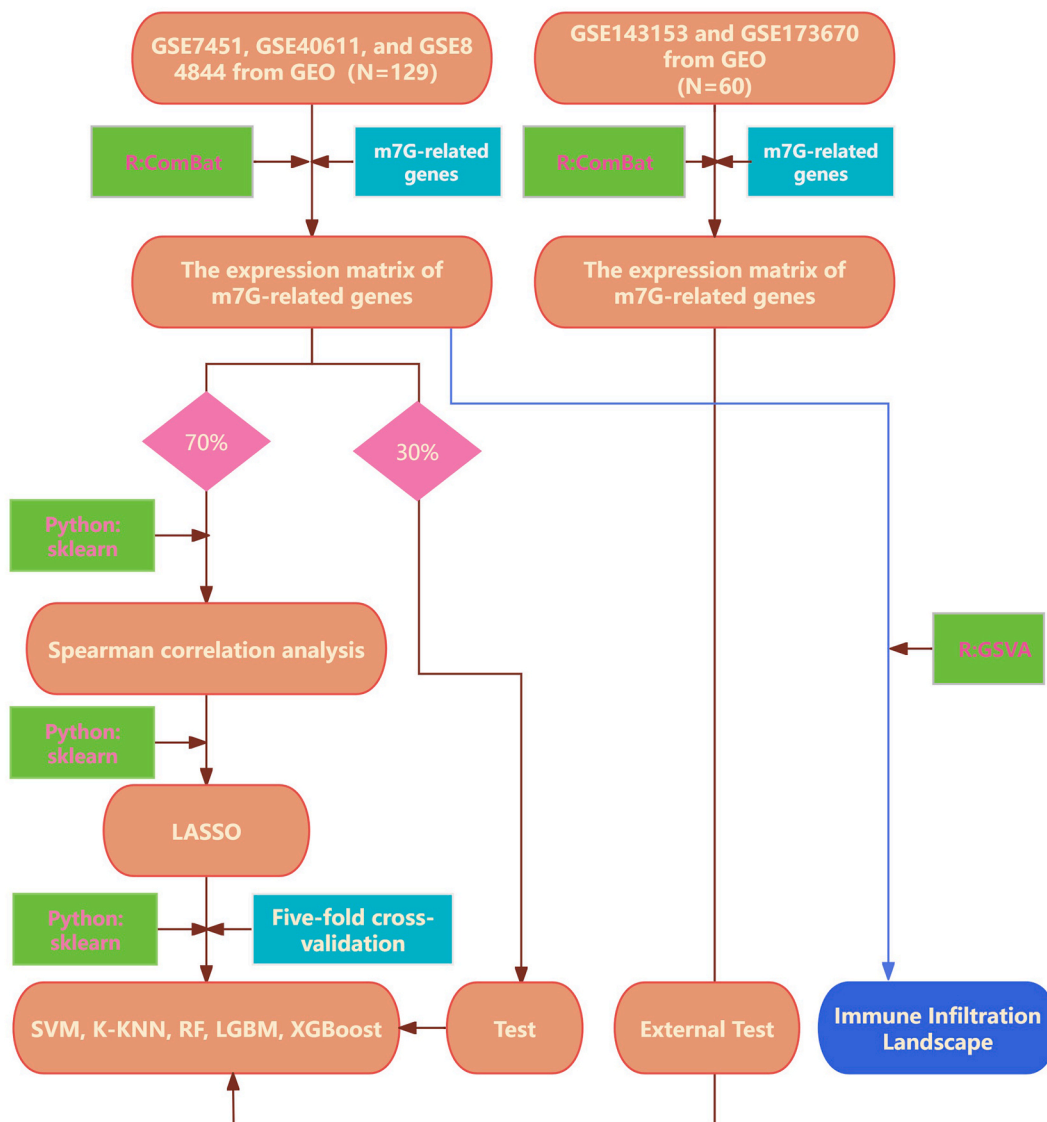 GSE7451, GSE40611, and GSE8
4844 from GEO  (N=129)
GSE143153 and GSE173670
from GEO
(N=60)
R:ComBat
m7G-related
genes
R:ComBat
m7G-related
genes
The expression matrix of
m7G-related genes
The expression matrix of
m7G-related genes
70%
30%
Python:
sklearn
Spearman correlation analysis
R:GSVA
Python:
sklearn
LASSO
Python:
sklearn
Five-fold cross-
validation
SVM, K-KNN, RF, LGBM, XGBoost
Test
External Test
Immune Infiltration
Landscape